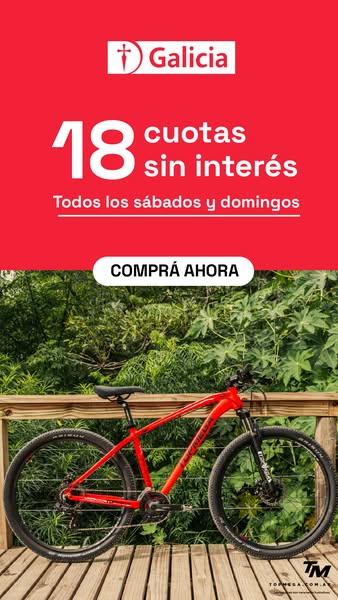 Galicia
18 cuotas
sin interés
Todos los sábados y domingos
COMPRÁ AHORA
TM
TOPMEGA.COM.AR